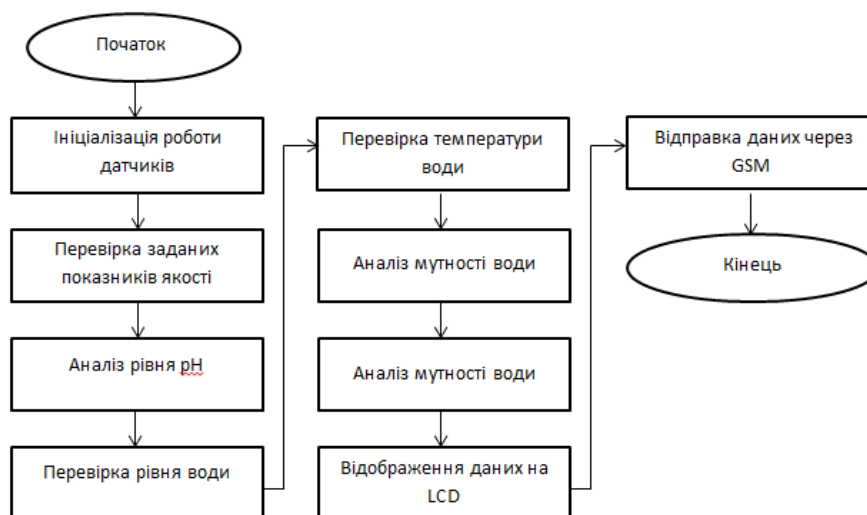 Початок
Ініціалізація роботи
датчиків
Перевірка заданих
показників якості
Аналіз рівня pH
Перевірка рівня води
Перевірка температури
води
Аналіз мутності води
Аналіз мутності води
Відображення даних на
LCD
Відправка даних через
GSM
Кінець